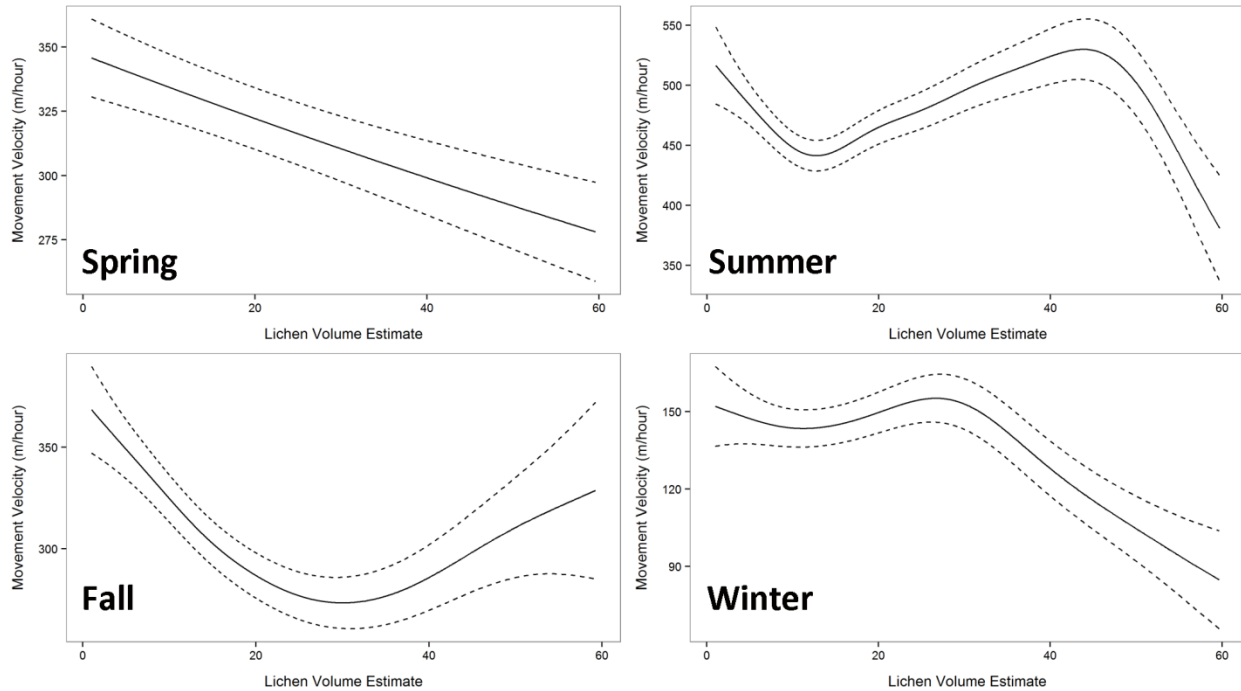 Movement Velocity (m/hour)
350
325
300
275
Spring
0 20 40 60
Lichen Volume Estimate
Movement Velocity (m/hour)
550
500
450
400
350
Summer
0 20 40 60
Lichen Volume Estimate
Movement Velocity (m/hour)
350
300
Fall
0 20 40 60
Lichen Volume Estimate
Movement Velocity (m/hour)
150
120
90
Winter
0 20 40 60
Lichen Volume Estimate